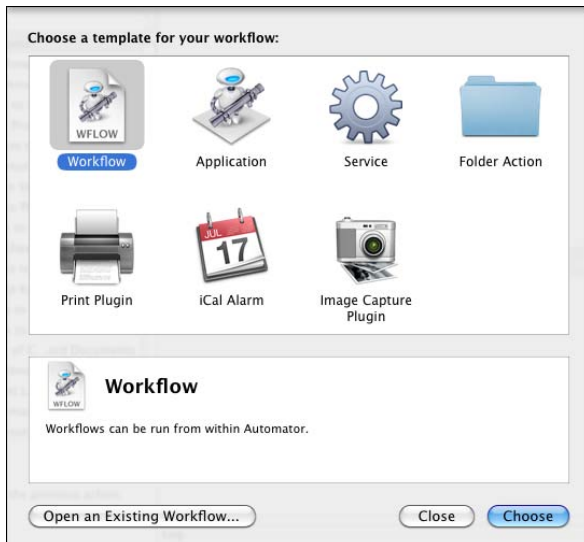 Choose a template for your workflow:
WFLOW
Workflow
Application
Service
Folder Action
JUL
17
Print Plugin
iCal Alarm
Image Capture
Plugin
WFLOW
Workflow
Workflows can be run from within Automator.
Open an Existing Workflow...
Close
Choose